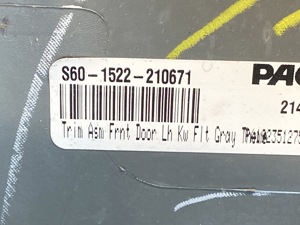 S60-1522-210671
PAC
214
Trim Asm Frnt Door Lh Kw Flt Gray